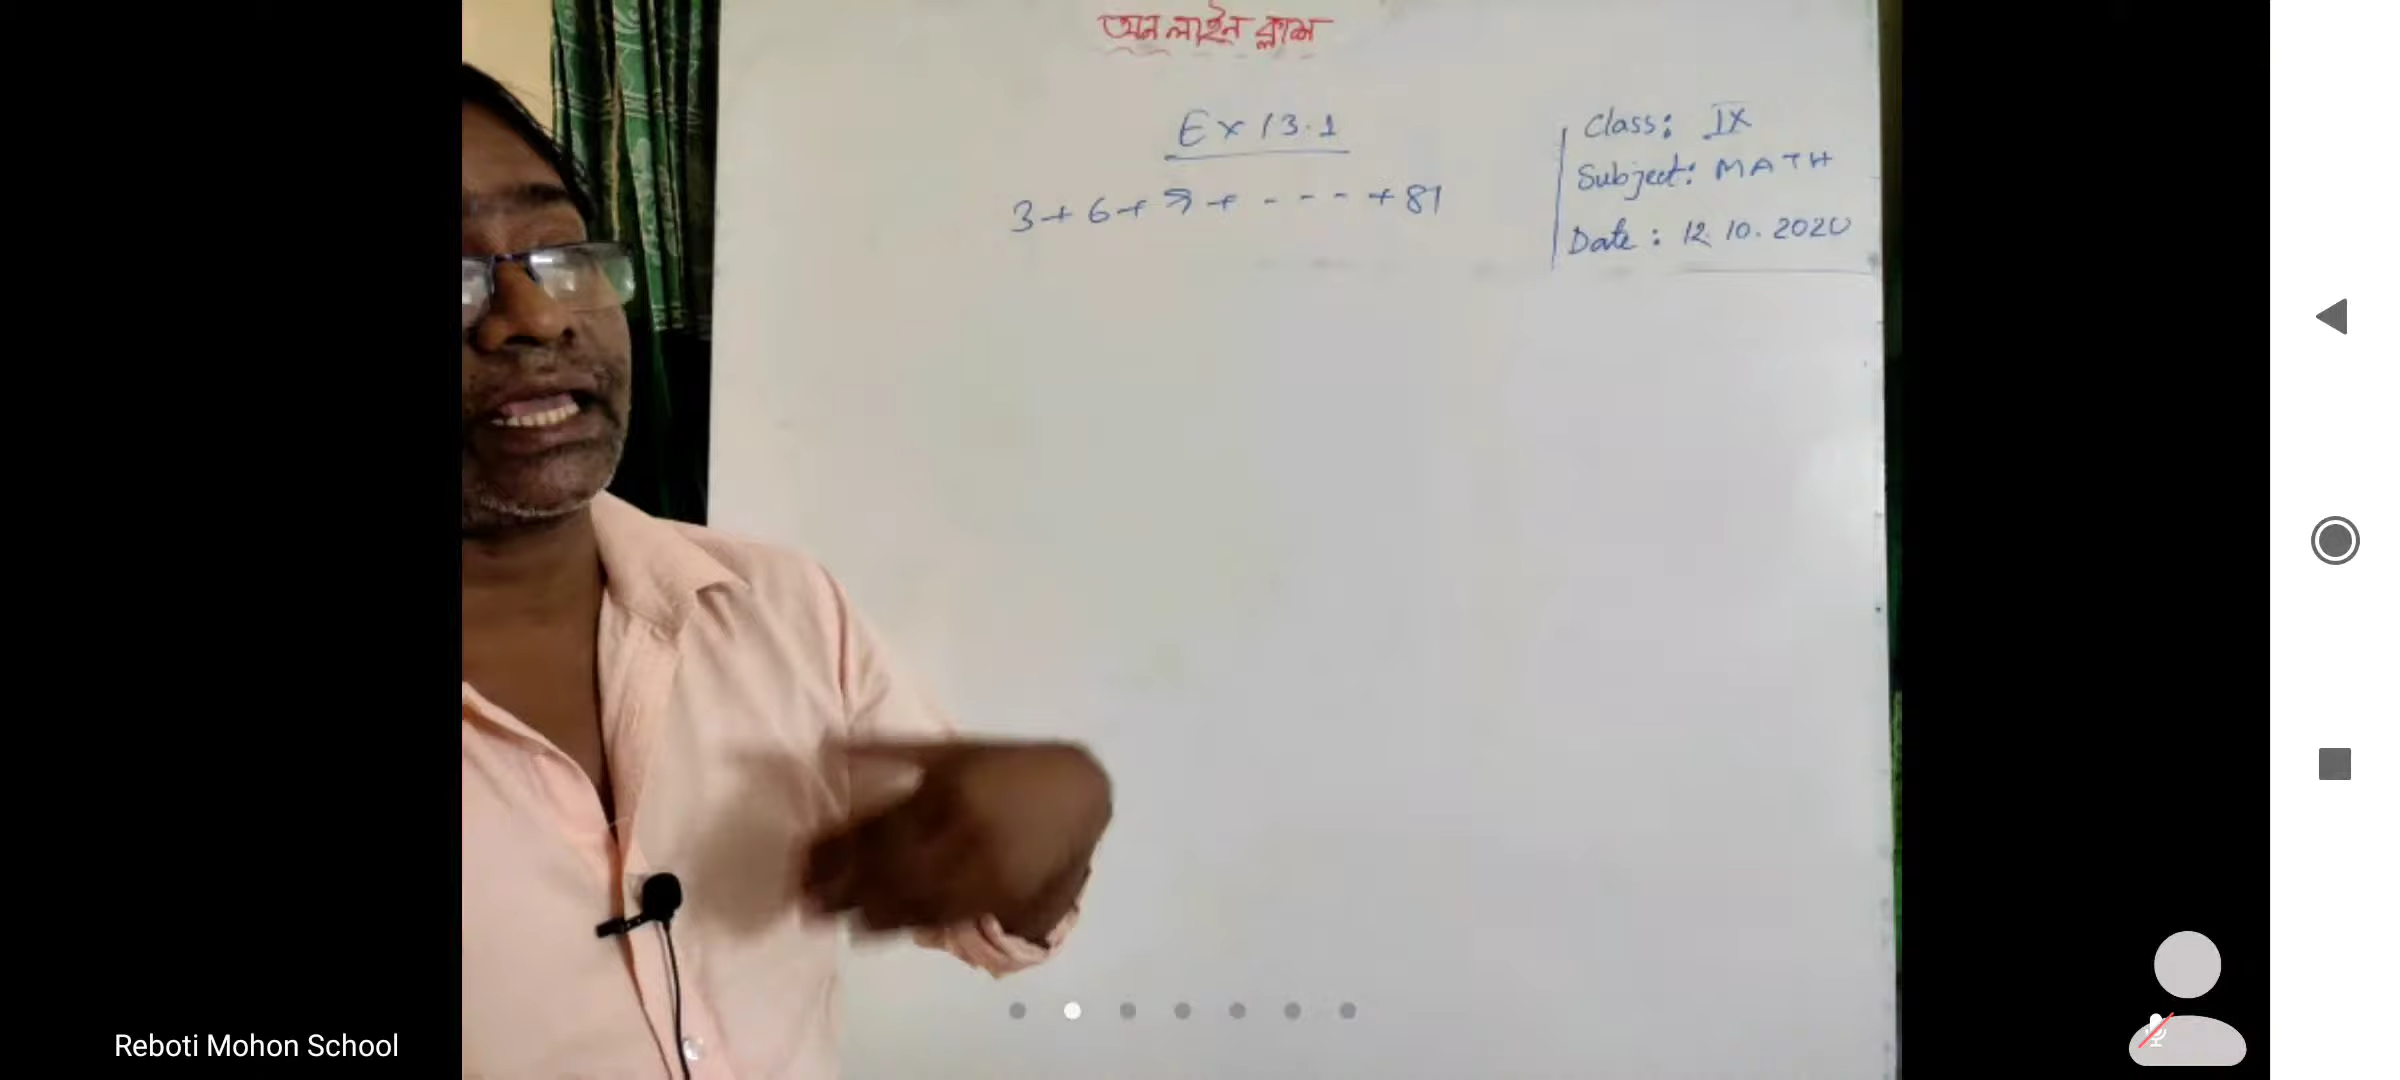 অন লাইন ক্লাশ
Ex 13.1
3 + 6 + 9 + - - - + 81
Class: IX
Subject: MATH
Date: 12.10.2020
Reboti Mohon School